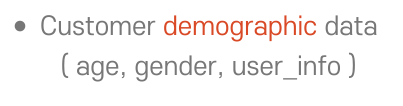 • Customer demographic data
( age, gender, user_info )